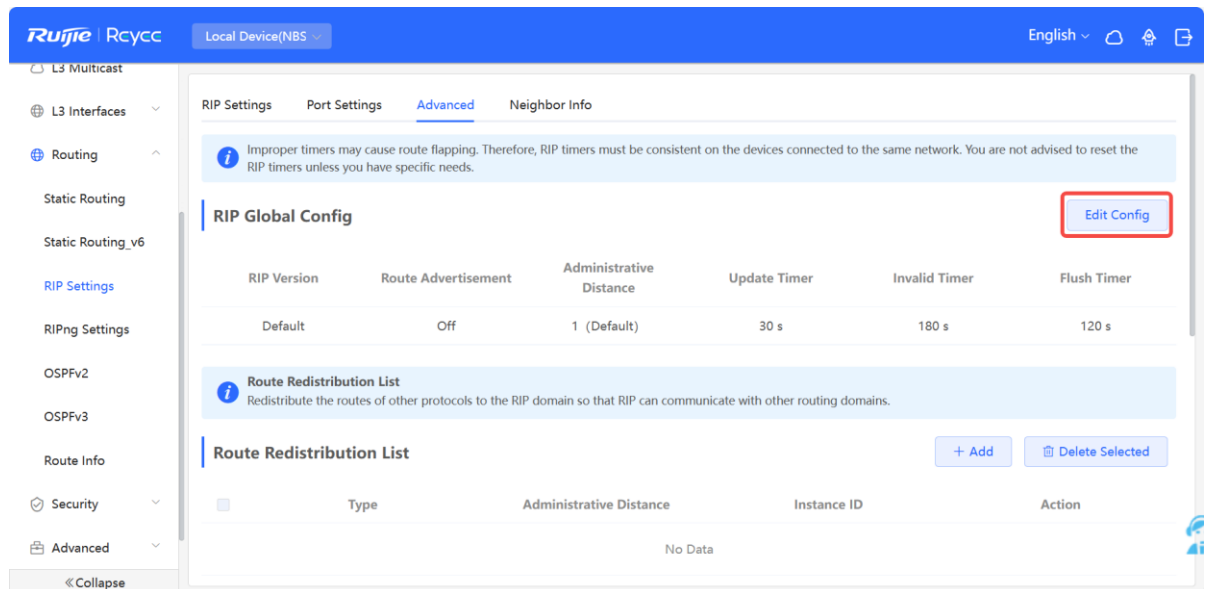 Ruijie | Rcycc
Local Device(NBS
English
L3 Multicast
L3 Interfaces
Routing
Static Routing
Static Routing_v6
RIP Settings
RIPng Settings
OSPFv2
OSPFv3
Route Info
Security
Advanced
«Collapse
RIP Settings Port Settings Advanced Neighbor Info
Improper timers may cause route flapping. Therefore, RIP timers must be consistent on the devices connected to the same network. You are not advised to reset the
RIP timers unless you have specific needs.
RIP Global Config
Edit Config
RIP Version Route Advertisement Administrative Distance Update Timer Invalid Timer Flush Timer
Default Off 1 (Default) 30 s 180 s 120 s
Route Redistribution List
Redistribute the routes of other protocols to the RIP domain so that RIP can communicate with other routing domains.
Route Redistribution List
+ Add Delete Selected
Type Administrative Distance Instance ID Action
No Data